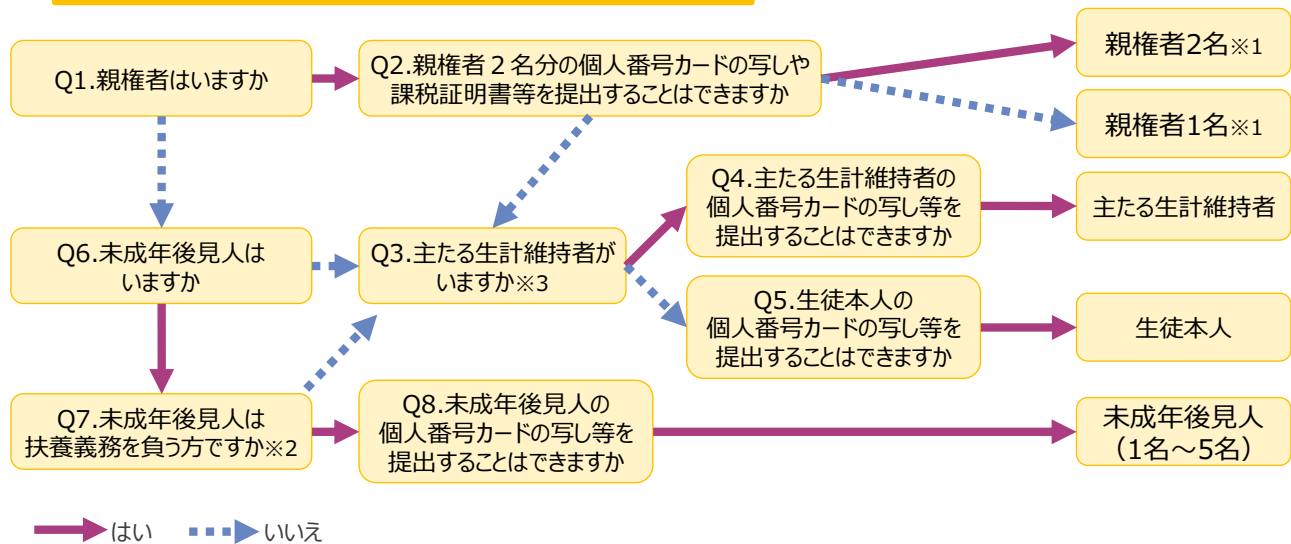 Q1.親権者はいますか
Q2.親権者２名分の個人番号カードの写しや
課税証明書等を提出することはできますか
親権者2名※1
親権者1名※1
Q4.主たる生計維持者の
個人番号カードの写し等を
提出することはできますか
主たる生計維持者
Q6.未成年後見人は
いますか
Q3.主たる生計維持者が
いますか※3
Q5.生徒本人の
個人番号カードの写し等を
提出することはできますか
生徒本人
Q7.未成年後見人は
扶養義務を負う方ですか※2
Q8.未成年後見人の
個人番号カードの写し等を
提出することはできますか
未成年後見人
（1名～5名）
はい
いいえ